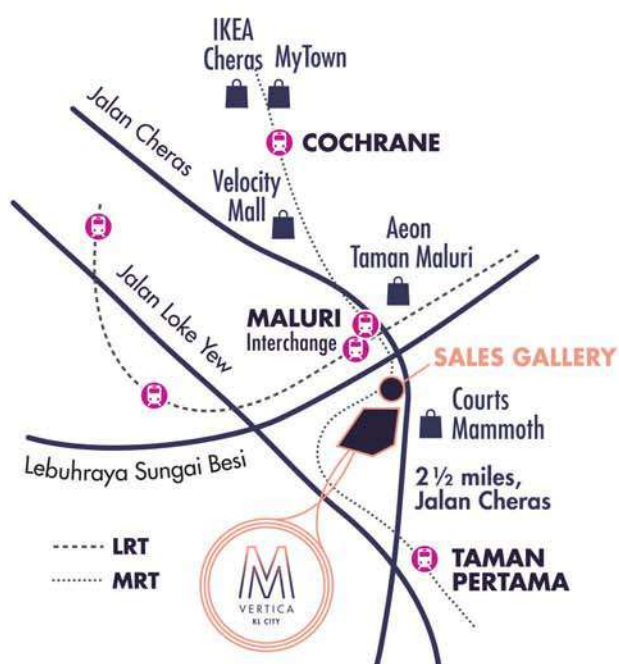 IKEA
Cheras
MyTown
Jalan Cheras
COCHRANE
Velocity
Mall
Aeon
Taman Maluri
Jalan Loke Yew
MALURI
Interchange
SALES GALLERY
Courts
Mammoth
Lebuhraya Sungai Besi
2 ½ miles,
Jalan Cheras
LRT
MRT
M
VERTICA
KL CITY
TAMAN
PERTAMA